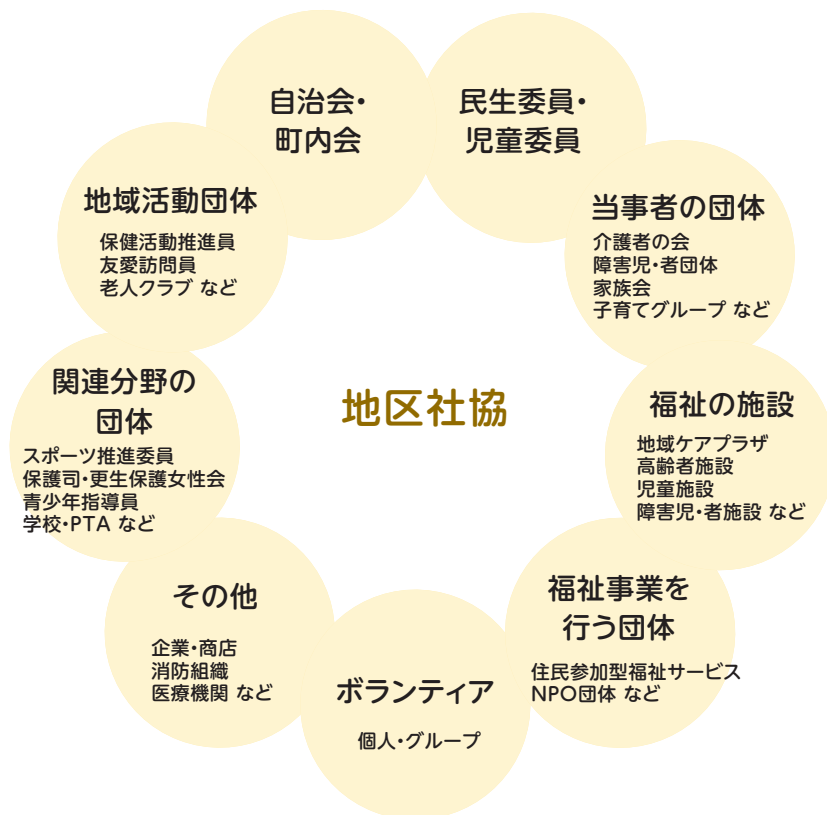 自治会・
町内会
民生委員・
児童委員
地域活動団体
保健活動推進員
友愛訪問員
老人クラブ など
当事者の団体
介護者の会
障害児・者団体
家族会
子育てグループ など
地区社協
関連分野の
団体
スポーツ推進委員
保護司・更生保護女性会
青少年指導員
学校・PTA など
福祉の施設
地域ケアプラザ
高齢者施設
児童施設
障害児・者施設 など
その他
企業・商店
消防組織
医療機関 など
福祉事業を
行う団体
住民参加型福祉サービス
NPO団体 など
ボランティア
個人・グループ